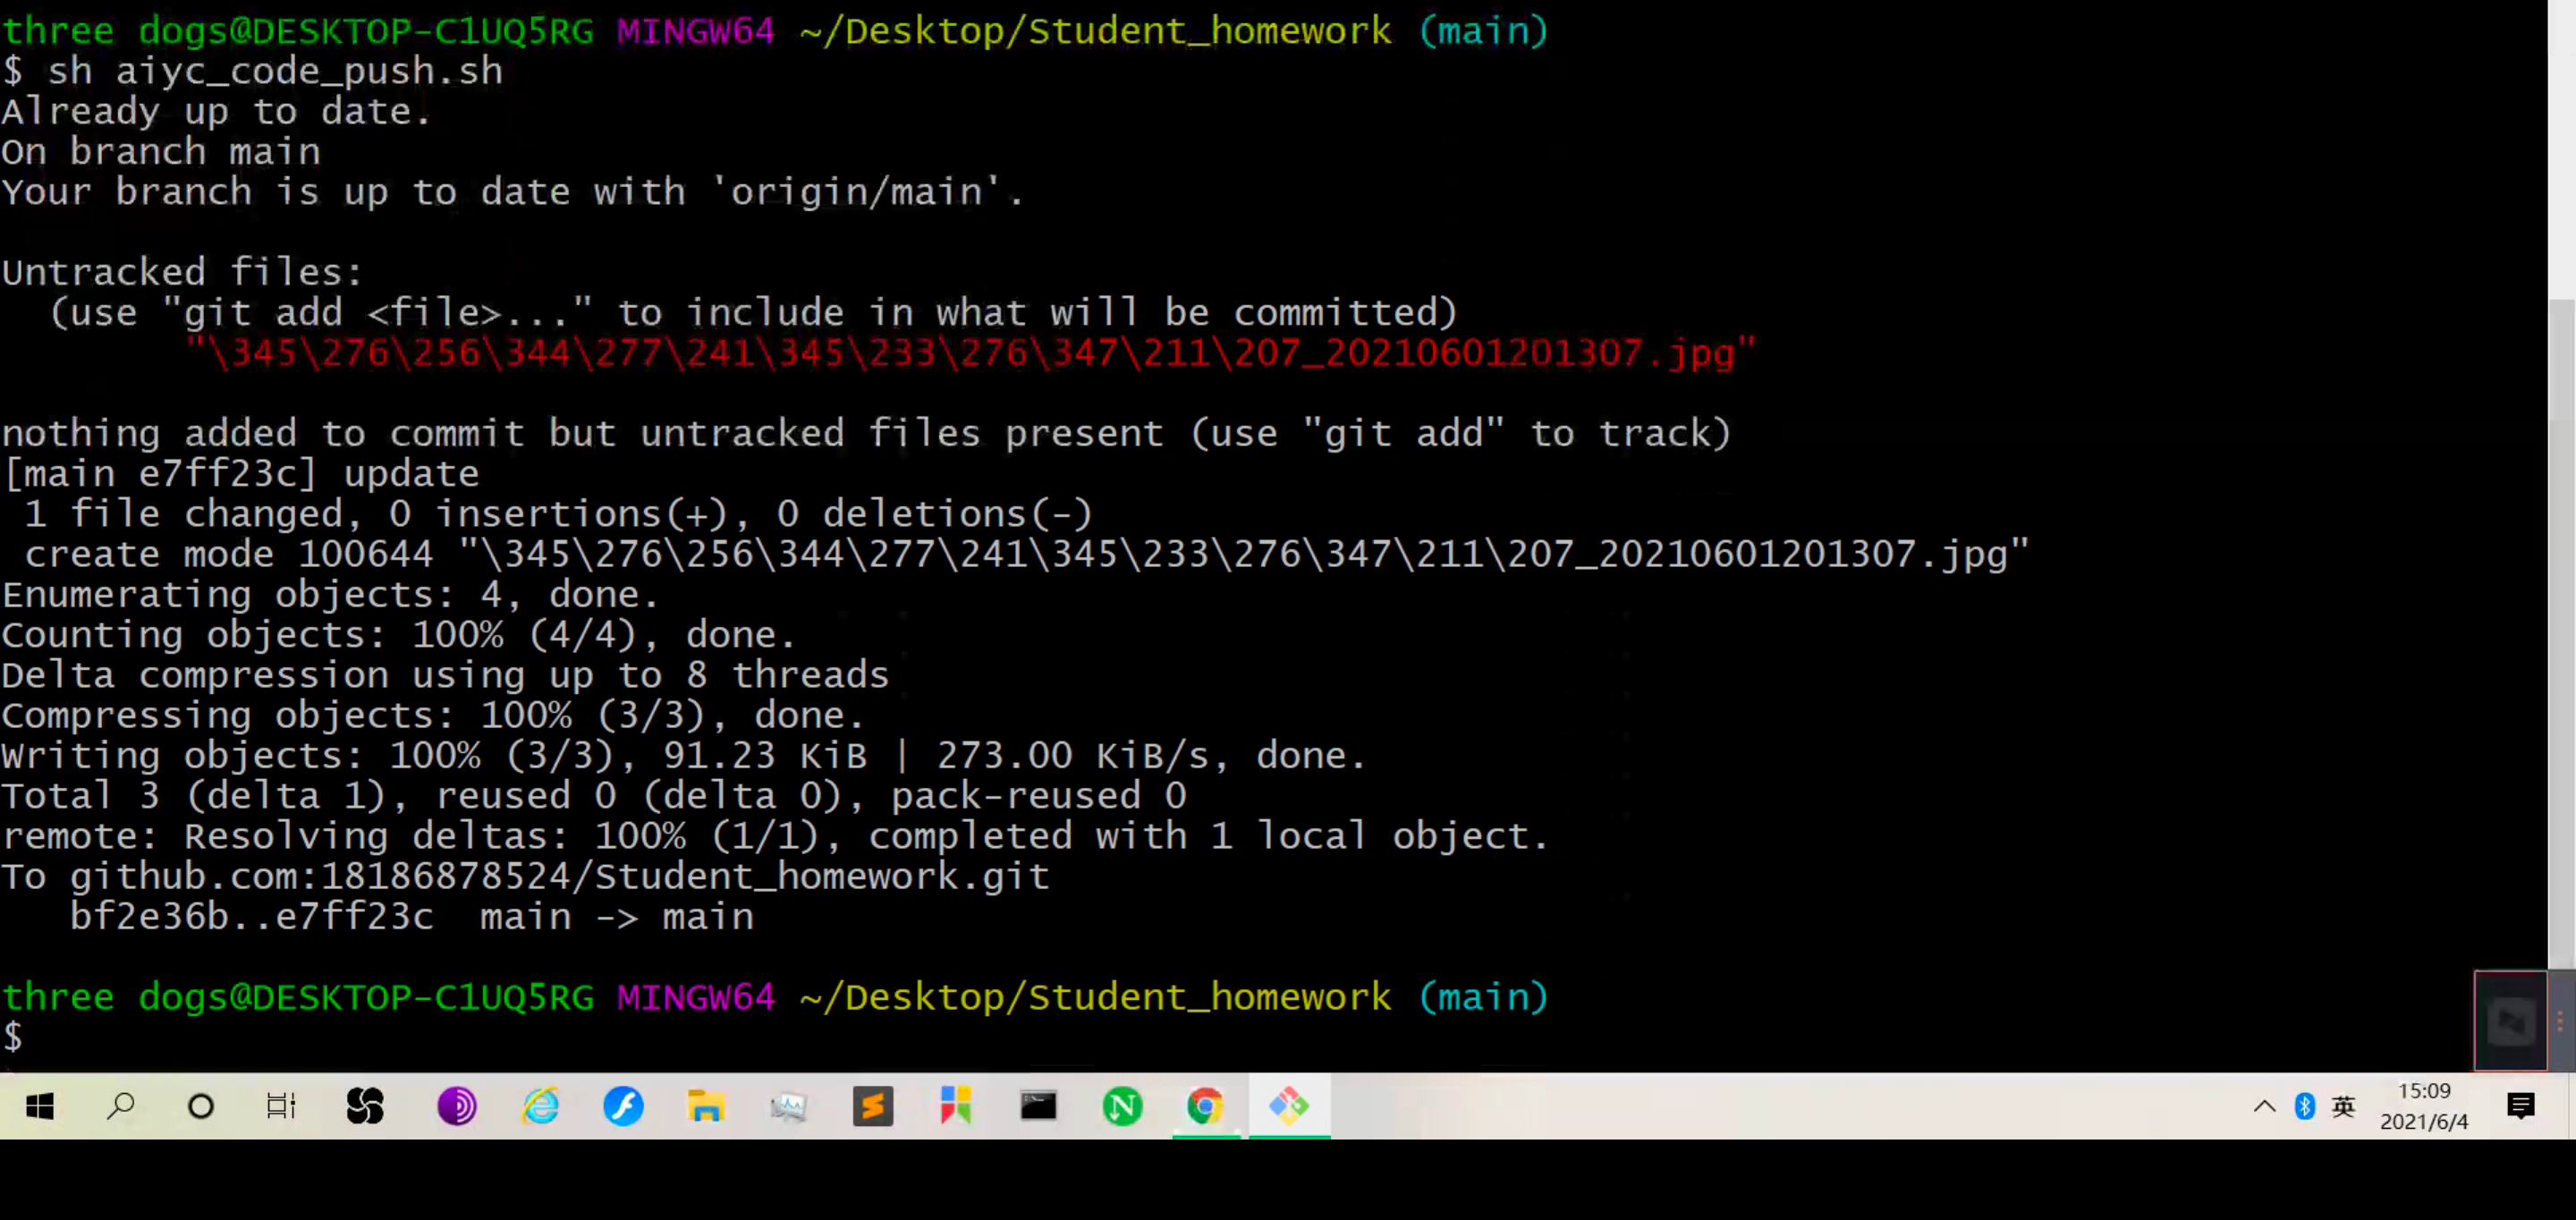 three dogs@DESKTOP-C1UQ5RG MINGW64 ~/Desktop/Student_homework (main)
$ sh aiyc_code_push.sh
Already up to date.
On branch main
Your branch is up to date with 'origin/main'.
Untracked files:
(use "git add <file>..." to include in what will be committed)
"\345\276\256\344\277\241\345\233\276\347\211\207_20210601201307.jpg"
nothing added to commit but untracked files present (use "git add" to track)
[main e7ff23c] update
1 file changed, 0 insertions(+), 0 deletions(-)
create mode 100644 "\345\276\256\344\277\241\345\233\276\347\211\207_20210601201307.jpg"
Enumerating objects: 4, done.
Counting objects: 100% (4/4), done.
Delta compression using up to 8 threads
Compressing objects: 100% (3/3), done.
Writing objects: 100% (3/3), 91.23 KiB | 273.00 KiB/s, done.
Total 3 (delta 1), reused 0 (delta 0), pack-reused 0
remote: Resolving deltas: 100% (1/1), completed with 1 local object.
To github.com:18186878524/Student_homework.git
bf2e36b..e7ff23c  main -> main
three dogs@DESKTOP-C1UQ5RG MINGW64 ~/Desktop/Student_homework (main)
$
英
15:09
2021/6/4